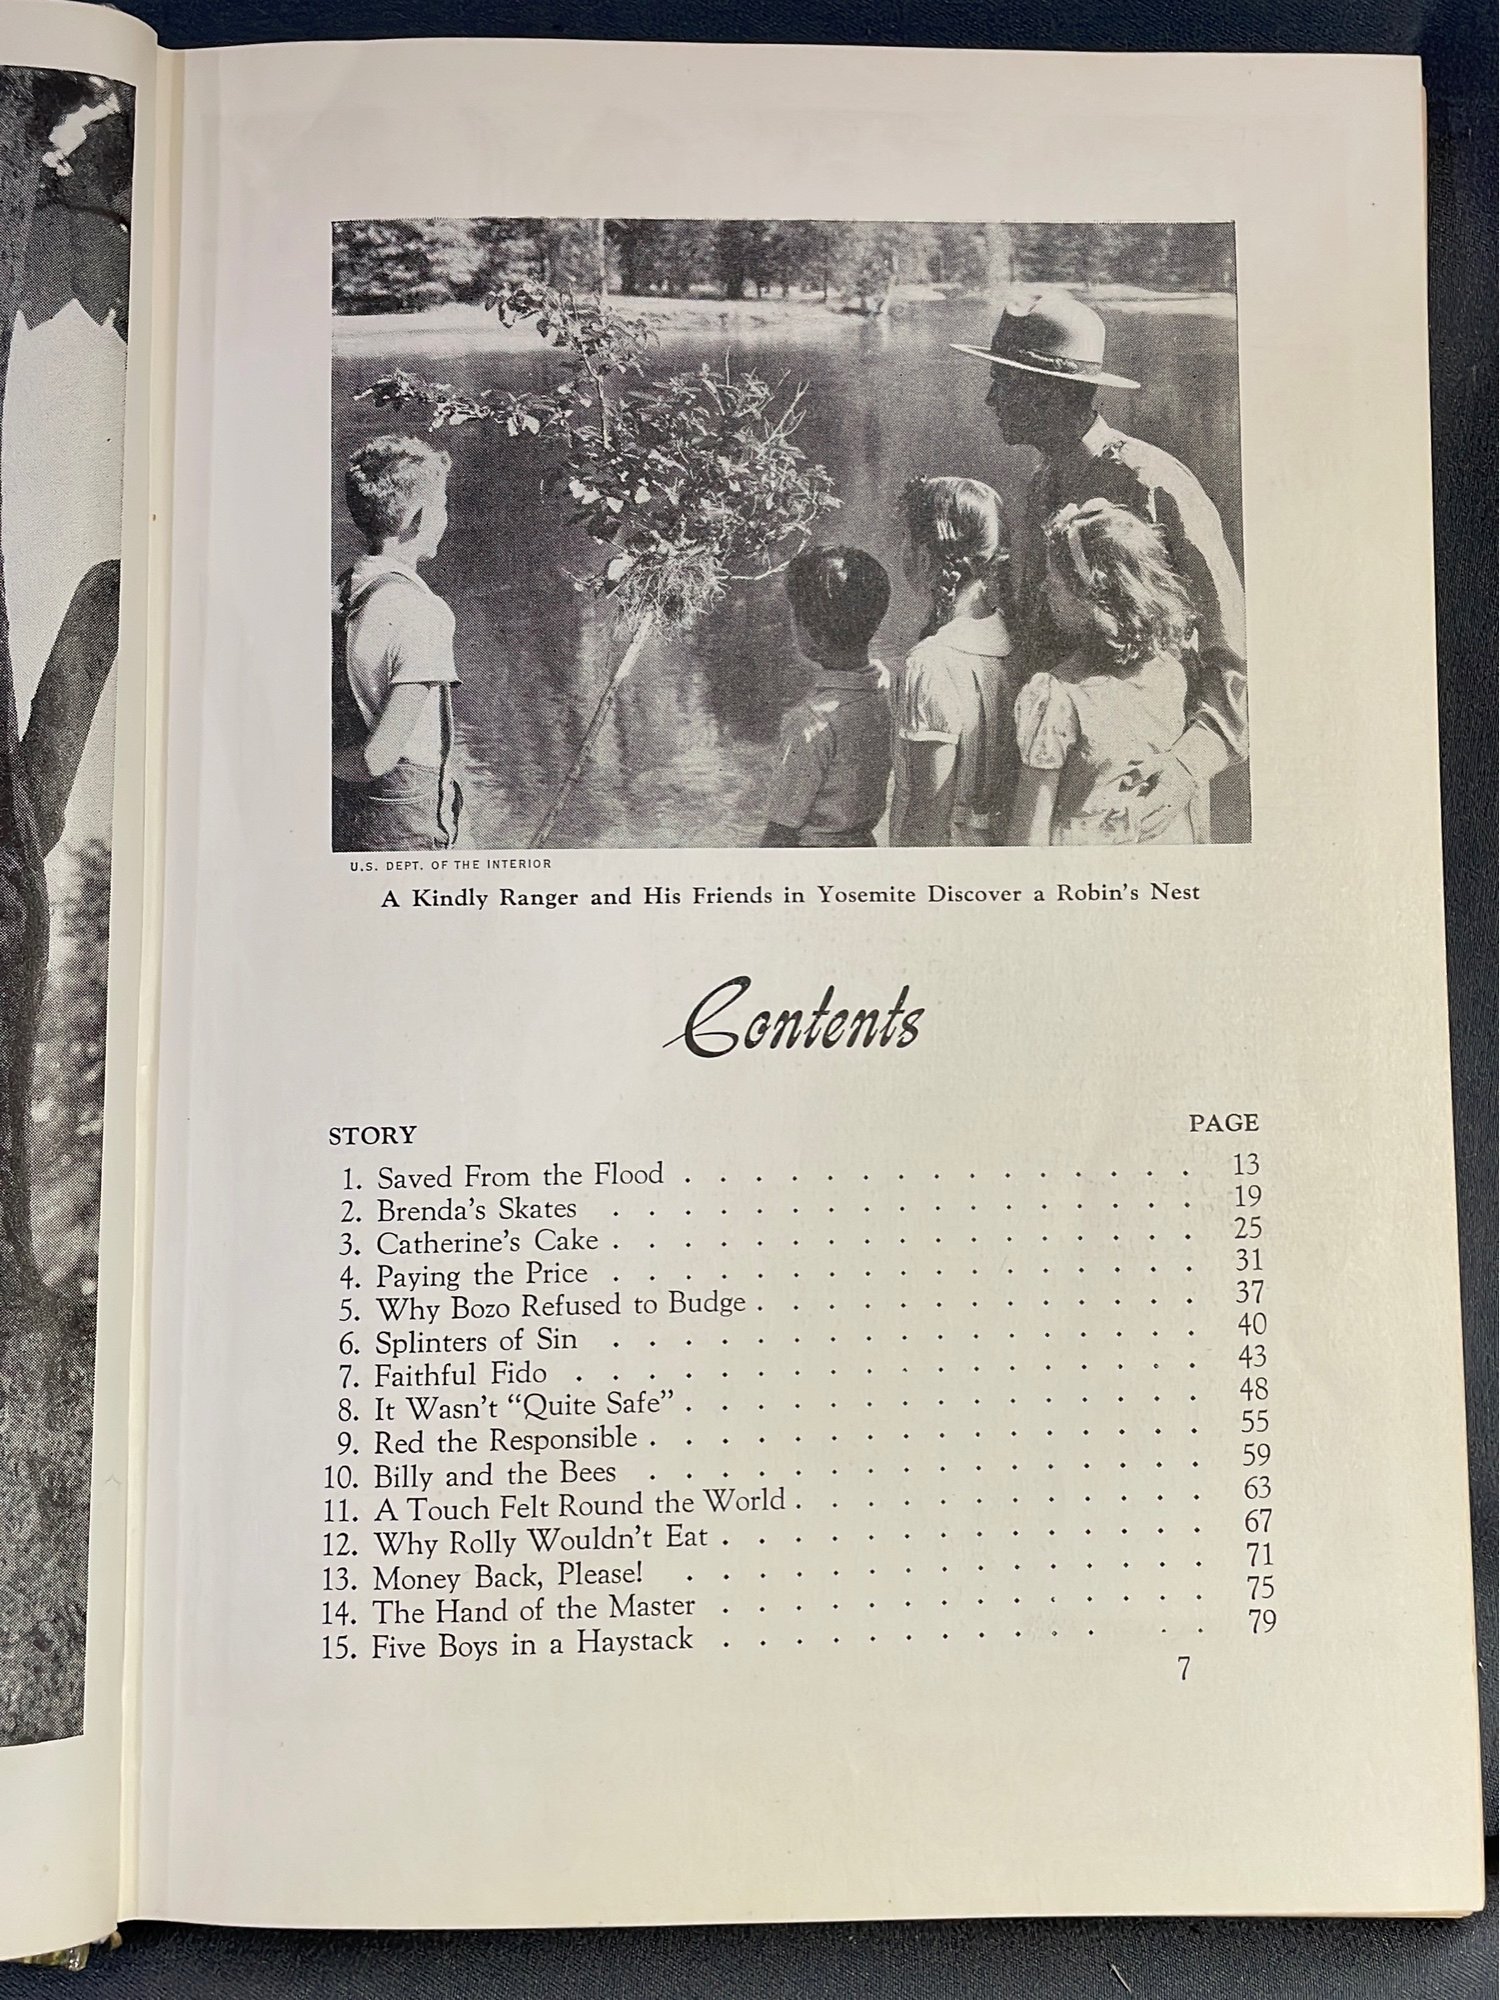 U.S. DEPT. OF THE INTERIOR
A Kindly Ranger and His Friends in Yosemite Discover a Robin's Nest
Contents
STORY PAGE
1. Saved From the Flood . . . . . . . . . . . . . . . 13
2. Brenda's Skates . . . . . . . . . . . . . . . . . 19
3. Catherine's Cake . . . . . . . . . . . . . . . . . 25
4. Paying the Price . . . . . . . . . . . . . . . . . 31
5. Why Bozo Refused to Budge . . . . . . . . . . . . . 37
6. Splinters of Sin . . . . . . . . . . . . . . . . . 40
7. Faithful Fido . . . . . . . . . . . . . . . . . . 43
8. It Wasn't “Quite Safe” . . . . . . . . . . . . . . . 48
9. Red the Responsible . . . . . . . . . . . . . . . . 55
10. Billy and the Bees . . . . . . . . . . . . . . . . 59
11. A Touch Felt Round the World . . . . . . . . . . . . 63
12. Why Rolly Wouldn't Eat . . . . . . . . . . . . . . 67
13. Money Back, Please! . . . . . . . . . . . . . . . 71
14. The Hand of the Master . . . . . . . . . . . . . . 75
15. Five Boys in a Haystack . . . . . . . . . . . . . 79
7